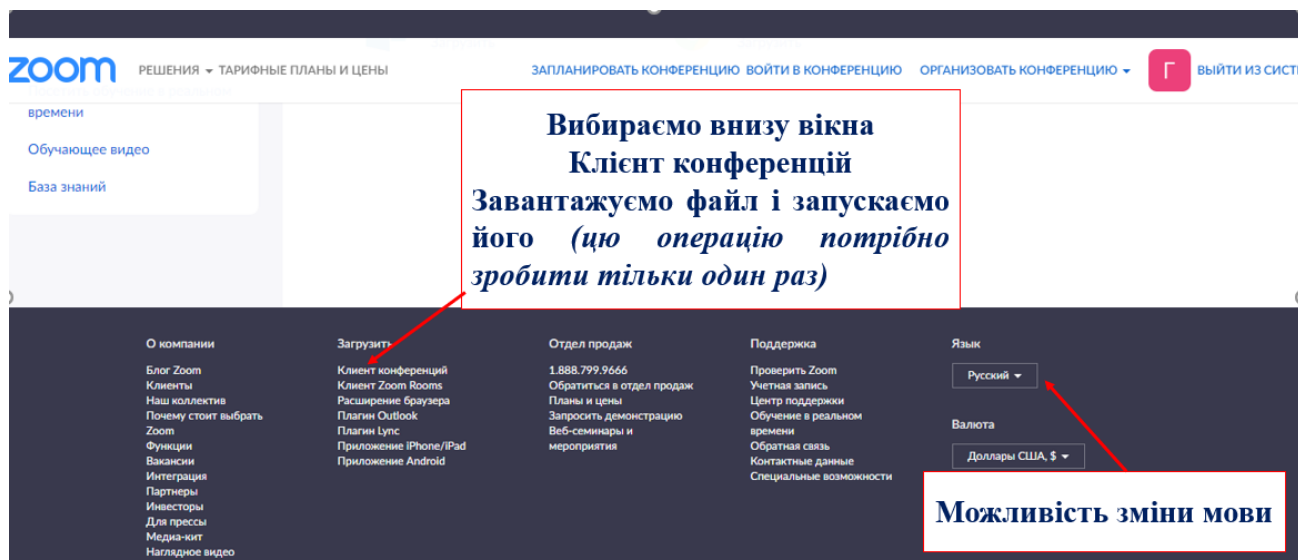 zoom
РЕШЕНИЯ ТАРИФНЫЕ ПЛАНЫ И ЦЕНЫ
ЗАПЛАНИРОВАТЬ КОНФЕРЕНЦИЮ ВОЙТИ В КОНФЕРЕНЦИЮ ОРГАНИЗОВАТЬ КОНФЕРЕНЦИЮ Г ВЫЙТИ ИЗ СИСТ
времени
Обучающее видео
База знаний
Вибираємо внизу вікна
Клієнт конференцій
Завантажуємо файл і запускаємо
його (цю операцію потрібно
зробити тільки один раз)
О компании
Блог Zoom
Клиенты
Наш коллектив
Почему стоит выбрать
Zoom
Функции
Вакансии
Интеграция
Партнеры
Инвесторы
Для прессы
Медиа-кит
Наглядное видео
Загрузить
Клиент конференций
Клиент Zoom Rooms
Расширение браузера
Плагин Outlook
Плагин Lync
Приложение iPhone/iPad
Приложение Android
Отдел продаж
1.888.799.9666
Обратиться в отдел продаж
Планы и цены
Запросить демонстрацию
Веб-семинары и
мероприятия
Поддержка
Проверить Zoom
Учетная запись
Центр поддержки
Обучение в реальном
времени
Обратная связь
Контактные данные
Специальные возможности
Язык
Русский
Валюта
Доллары США, $
Можливість зміни мови